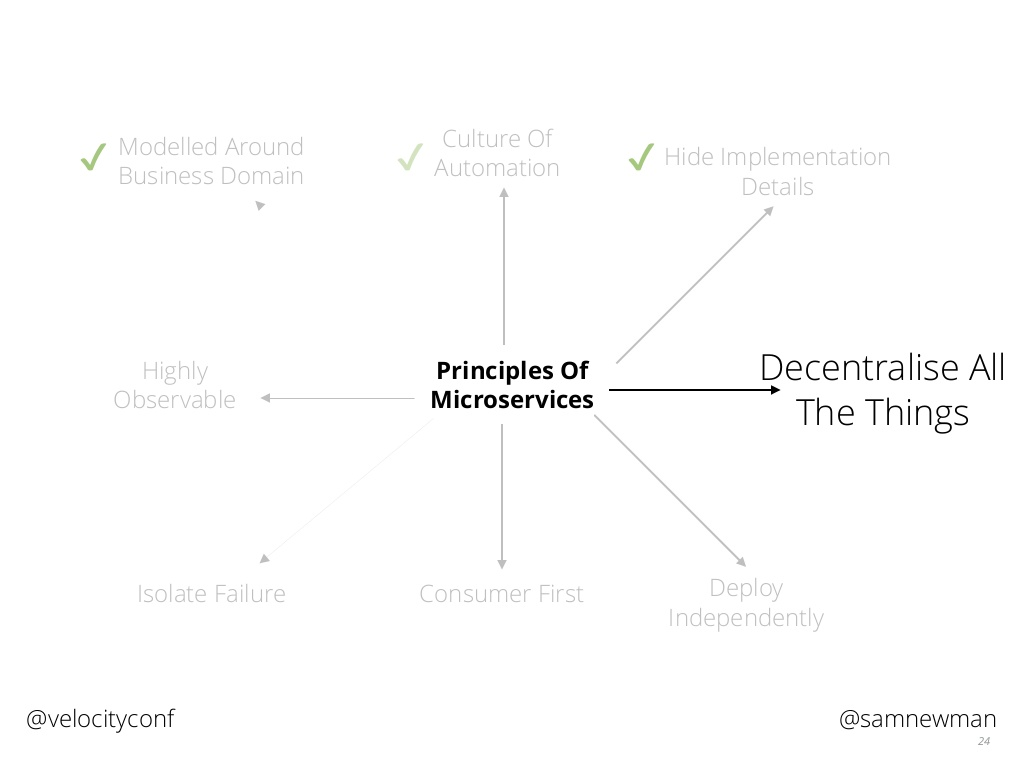 Modelled Around
Business Domain
Culture Of
Automation
Hide Implementation
Details
Highly
Observable
Principles Of
Microservices
Decentralise All
The Things
Isolate Failure
Consumer First
Deploy
Independently
@velocityconf
@samnewman
24